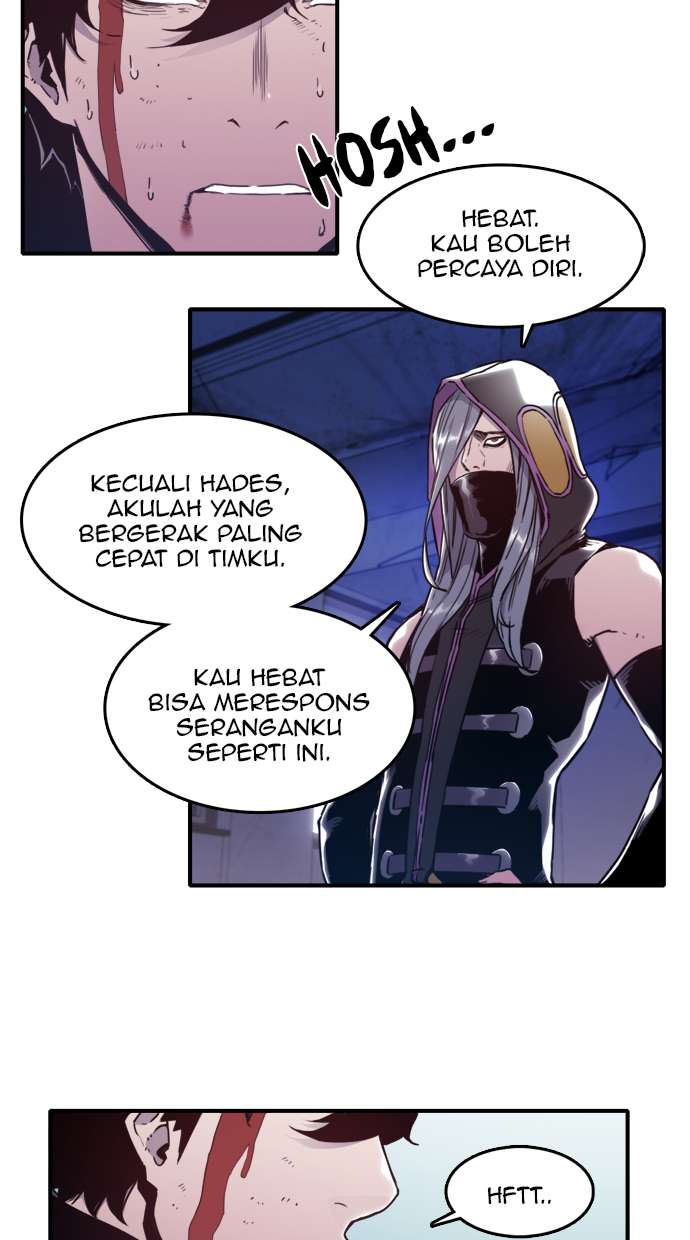 HOSH...
HEBAT.
KAU BOLEH
PERCAYA DIRI.
KECUALI HADES,
AKULAH YANG
BERGERAK PALING
CEPAT DI TIMKU.
KAU HEBAT
BISA MERESPONS
SERANGANKU
SEPERTI INI.
HFTT..